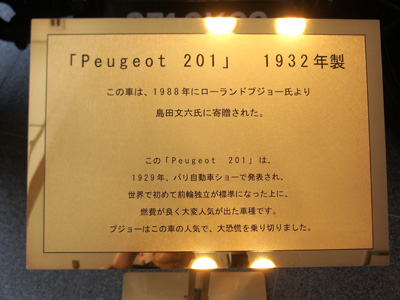 「Peugeot 201」 1932年製
この車は、1988年にローランドプジョー氏より
島田文六氏に寄贈された。
この「Peugeot 201」は、
1929年、パリ自動車ショーで発表され、
世界で初めて前輪独立が標準になった上に、
燃費が良く大変人気が出た車種です。
プジョーはこの車の人気で、大恐慌を乗り切りました。